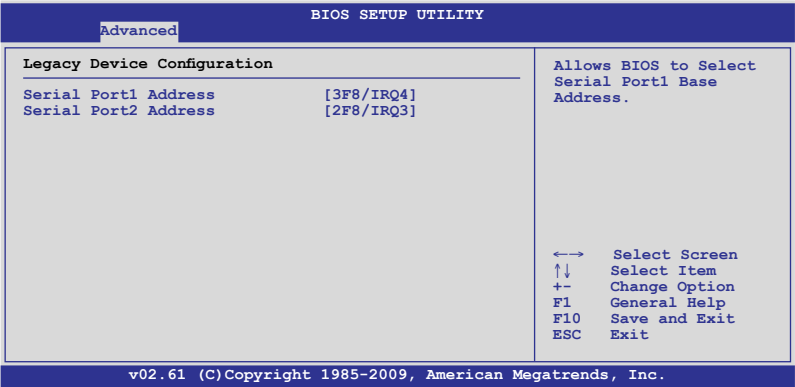 BIOS SETUP UTILITY
Advanced
Legacy Device Configuration
Serial Port1 Address [3F8/IRQ4]
Serial Port2 Address [2F8/IRQ3]
Allows BIOS to Select
Serial Port1 Base
Address.
←→ Select Screen
↑↓ Select Item
+- Change Option
F1 General Help
F10 Save and Exit
ESC Exit
v02.61 (C)Copyright 1985-2009, American Megatrends, Inc.